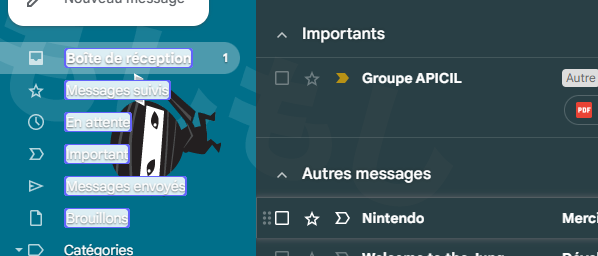 Nouveau message
Boîte de réception 1
Messages suivis
En attente
Important
Messages envoyés
Brouillons
Catégories
Importants
Groupe APICIL
Autre
PDF
Autres messages
Nintendo
Merci
Welcome to the Jung